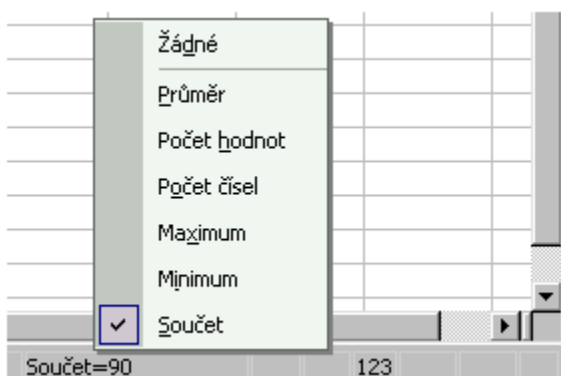 Žádné
Průměr
Počet hodnot
Počet čísel
Maximum
Minimum
Součet
Součet=90 123